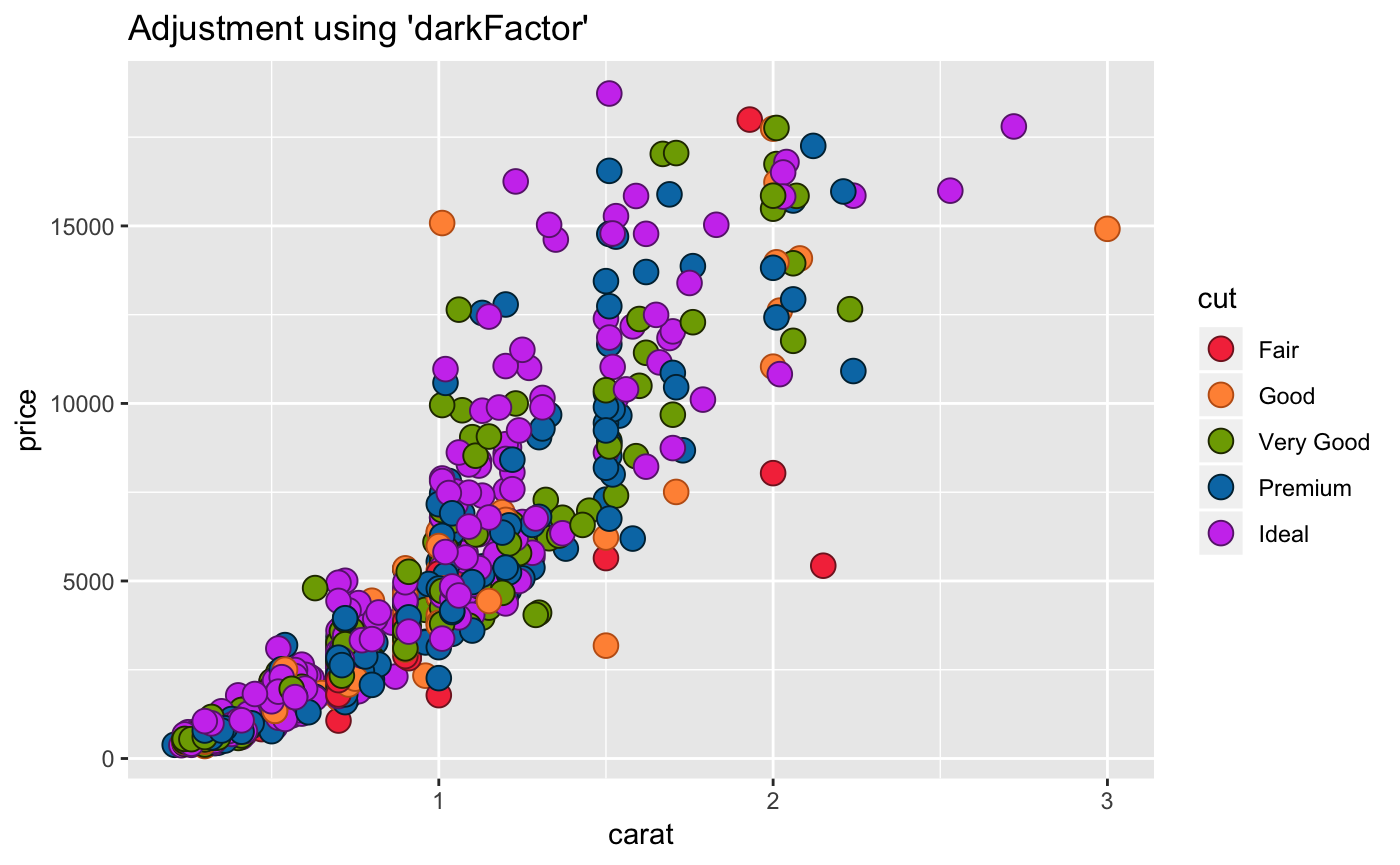 Adjustment using 'darkFactor'
price
15000
10000
5000
0
1
2
3
carat
cut
Fair
Good
Very Good
Premium
Ideal